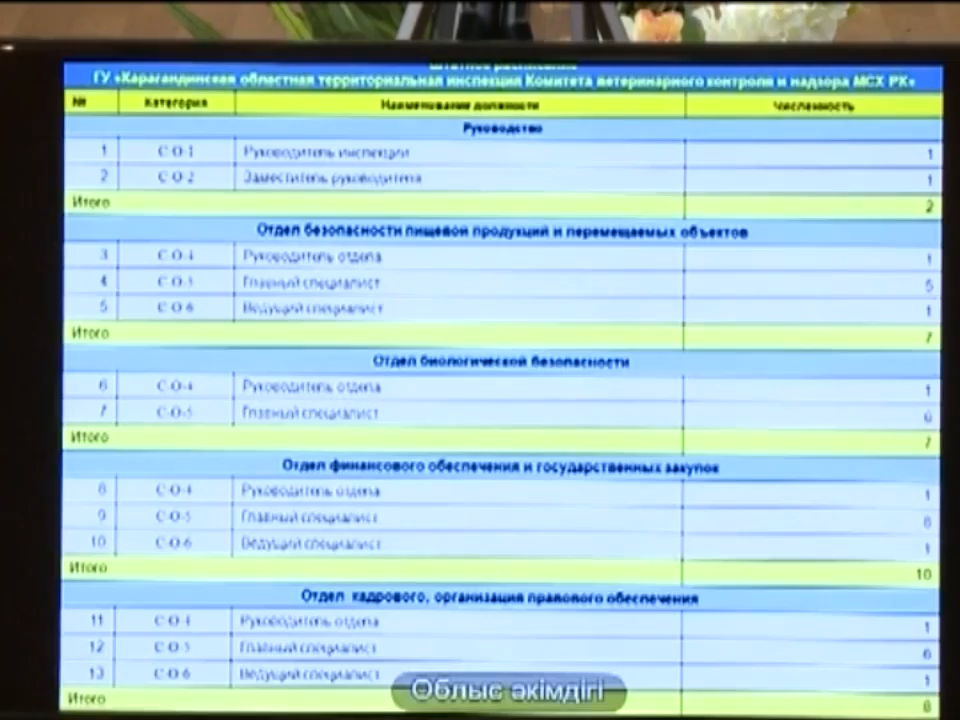 Штатное расписание
ГУ «Карагандинская областная территориальная инспекция Комитета ветеринарного контроля и надзора МСХ РК»
№ Категория Наименование должности Численность
Руководство
1 С-О-1 Руководитель инспекции 1
2 С-О-2 Заместитель руководителя 1
Итого 2
Отдел безопасности пищевой продукций и перемещаемых объектов
3 С-О-4 Руководитель отдела 1
4 С-О-5 Главный специалист 5
5 С-О-6 Ведущий специалист 1
Итого 7
Отдел биологической безопасности
6 С-О-4 Руководитель отдела 1
7 С-О-5 Главный специалист 6
Итого 7
Отдел финансового обеспечения и государственных закупок
8 С-О-4 Руководитель отдела 1
9 С-О-5 Главный специалист 8
10 С-О-6 Ведущий специалист 1
Итого 10
Отдел кадрового, организация правового обеспечения
11 С-О-4 Руководитель отдела 1
12 С-О-5 Главный специалист 6
13 С-О-6 Ведущий специалист 1
Итого 8
Облыс әкімдігі